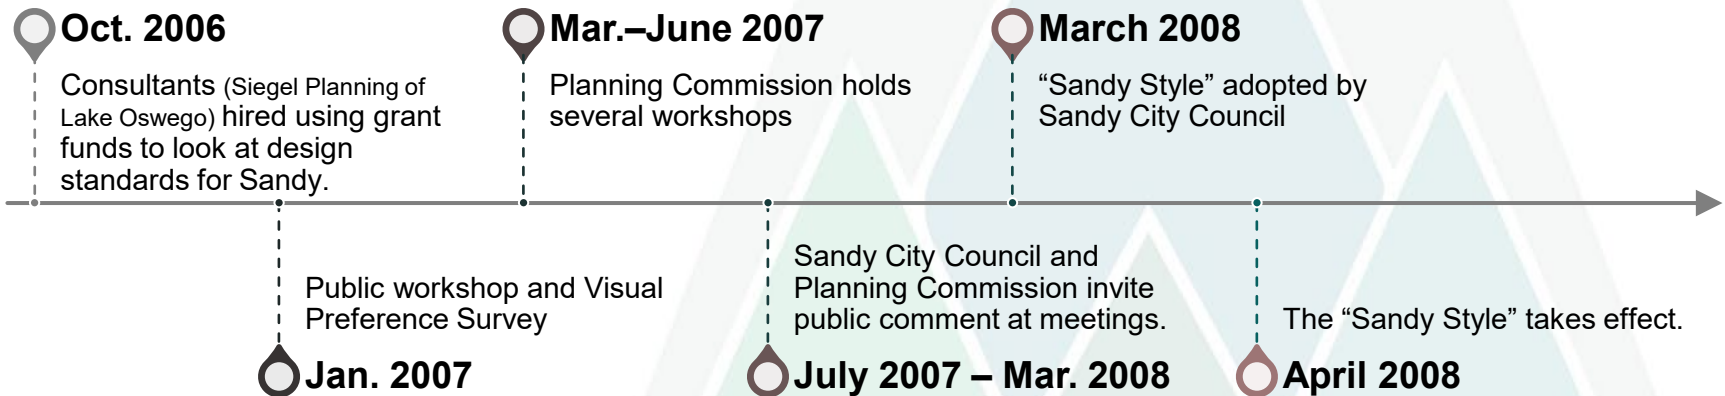 Oct. 2006
Consultants (Siegel Planning of
Lake Oswego) hired using grant
funds to look at design
standards for Sandy.
Public workshop and Visual
Preference Survey
Jan. 2007
Mar.–June 2007
Planning Commission holds
several workshops
Sandy City Council and
Planning Commission invite
public comment at meetings.
July 2007 – Mar. 2008
March 2008
“Sandy Style” adopted by
Sandy City Council
The “Sandy Style” takes effect.
April 2008